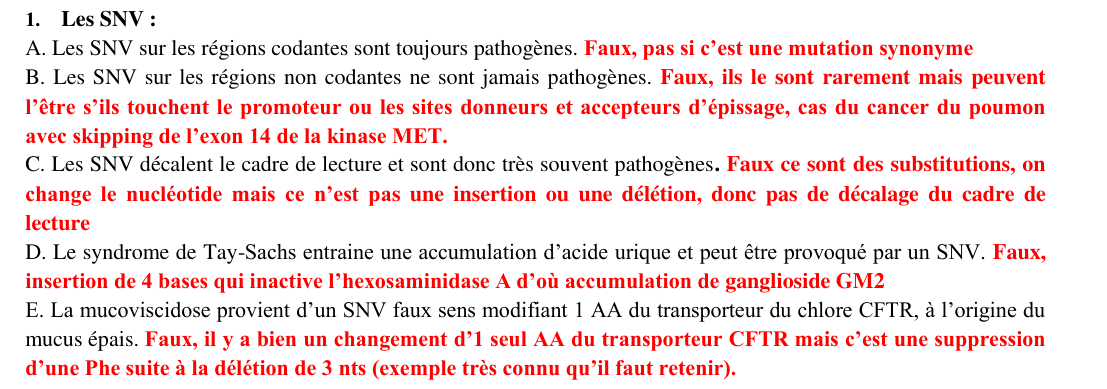 1. Les SNV :
A. Les SNV sur les régions codantes sont toujours pathogènes. Faux, pas si c’est une mutation synonyme
B. Les SNV sur les régions non codantes ne sont jamais pathogènes. Faux, ils le sont rarement mais peuvent
l’être s’ils touchent le promoteur ou les sites donneurs et accepteurs d’épissage, cas du cancer du poumon
avec skipping de l’exon 14 de la kinase MET.
C. Les SNV décalent le cadre de lecture et sont donc très souvent pathogènes. Faux ce sont des substitutions, on
change le nucléotide mais ce n’est pas une insertion ou une délétion, donc pas de décalage du cadre de
lecture
D. Le syndrome de Tay-Sachs entraine une accumulation d’acide urique et peut être provoqué par un SNV. Faux,
insertion de 4 bases qui inactive l’hexosaminidase A d’où accumulation de ganglioside GM2
E. La mucoviscidose provient d’un SNV faux sens modifiant 1 AA du transporteur du chlore CFTR, à l’origine du
mucus épais. Faux, il y a bien un changement d’1 seul AA du transporteur CFTR mais c’est une suppression
d’une Phe suite à la délétion de 3 nts (exemple très connu qu’il faut retenir).